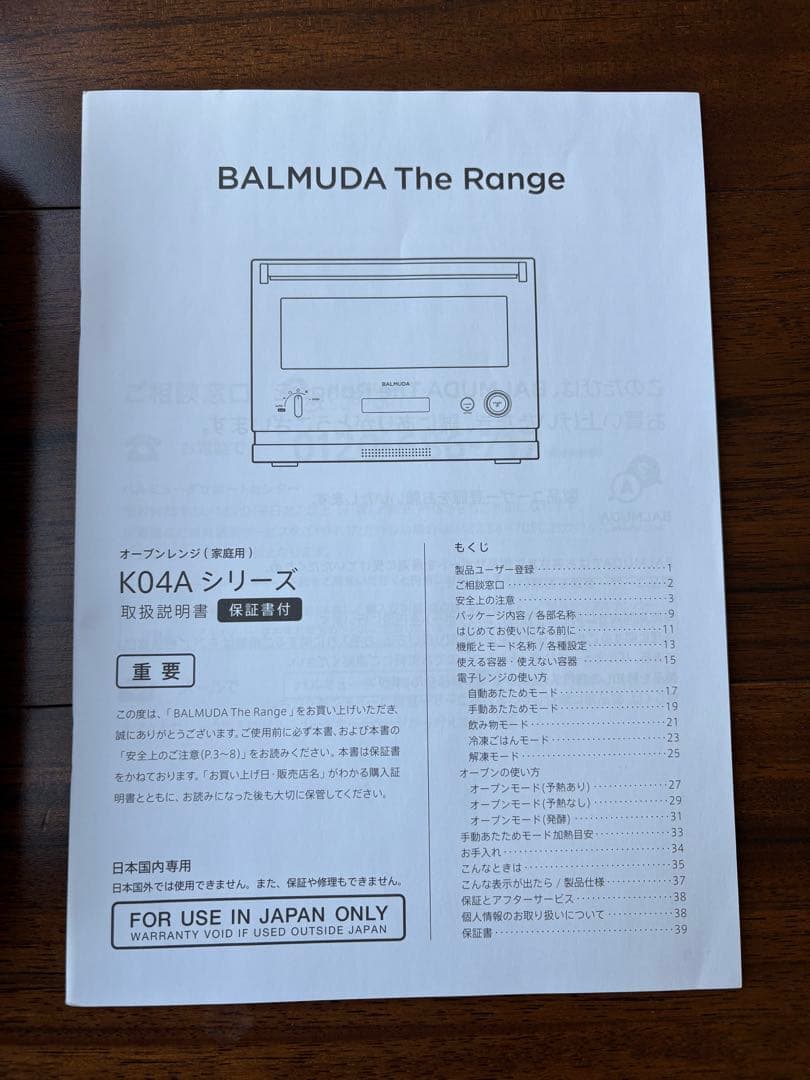 BALMUDA The Range
BALMUDA
オーブンレンジ(家庭用)
K04A シリーズ
取扱説明書 保証書付
重要
この度は、「BALMUDA The Range」をお買い上げいただき、
誠にありがとうございます。ご使用前に必ず本書、および本書の
「安全上のご注意(P.3~8)」をお読みください。本書は保証書
をかねております。「お買い上げ日・販売店名」がわかる購入証
明書とともに、お読みになった後も大切に保管してください。
日本国内専用
日本国外では使用できません。また、保証や修理もできません。
FOR USE IN JAPAN ONLY
WARRANTY VOID IF USED OUTSIDE JAPAN
もくじ
製品ユーザー登録 1
ご相談窓口 2
安全上の注意 3
パッケージ内容 / 各部名称 9
はじめてお使いになる前に 11
機能とモード名称 / 各種設定 13
使える容器・使えない容器 15
電子レンジの使い方
自動あたためモード 17
手動あたためモード 19
飲み物モード 21
冷凍ごはんモード 23
解凍モード 25
オーブンの使い方
オーブンモード(予熱あり) 27
オーブンモード(予熱なし) 29
オーブンモード(発酵) 31
手動あたためモード加熱目安 33
お手入れ 34
こんなときは 35
こんな表示が出たら / 製品仕様 37
保証とアフターサービス 38
個人情報のお取り扱いについて 38
保証書 39